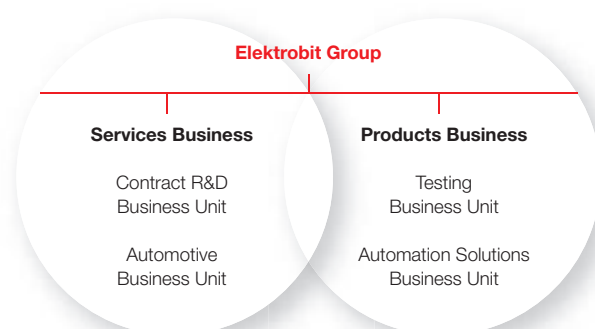 Elektrobit Group
Services Business
Contract R&D
Business Unit
Automotive
Business Unit
Products Business
Testing
Business Unit
Automation Solutions
Business Unit